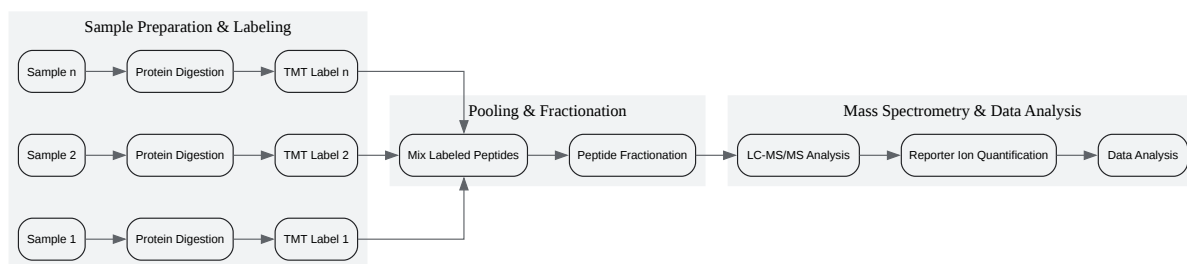 Sample Preparation & Labeling
Sample n
Protein Digestion
TMT Label n
Sample 2
Protein Digestion
TMT Label 2
Sample 1
Protein Digestion
TMT Label 1
Pooling & Fractionation
Mix Labeled Peptides
Peptide Fractionation
Mass Spectrometry & Data Analysis
LC-MS/MS Analysis
Reporter Ion Quantification
Data Analysis